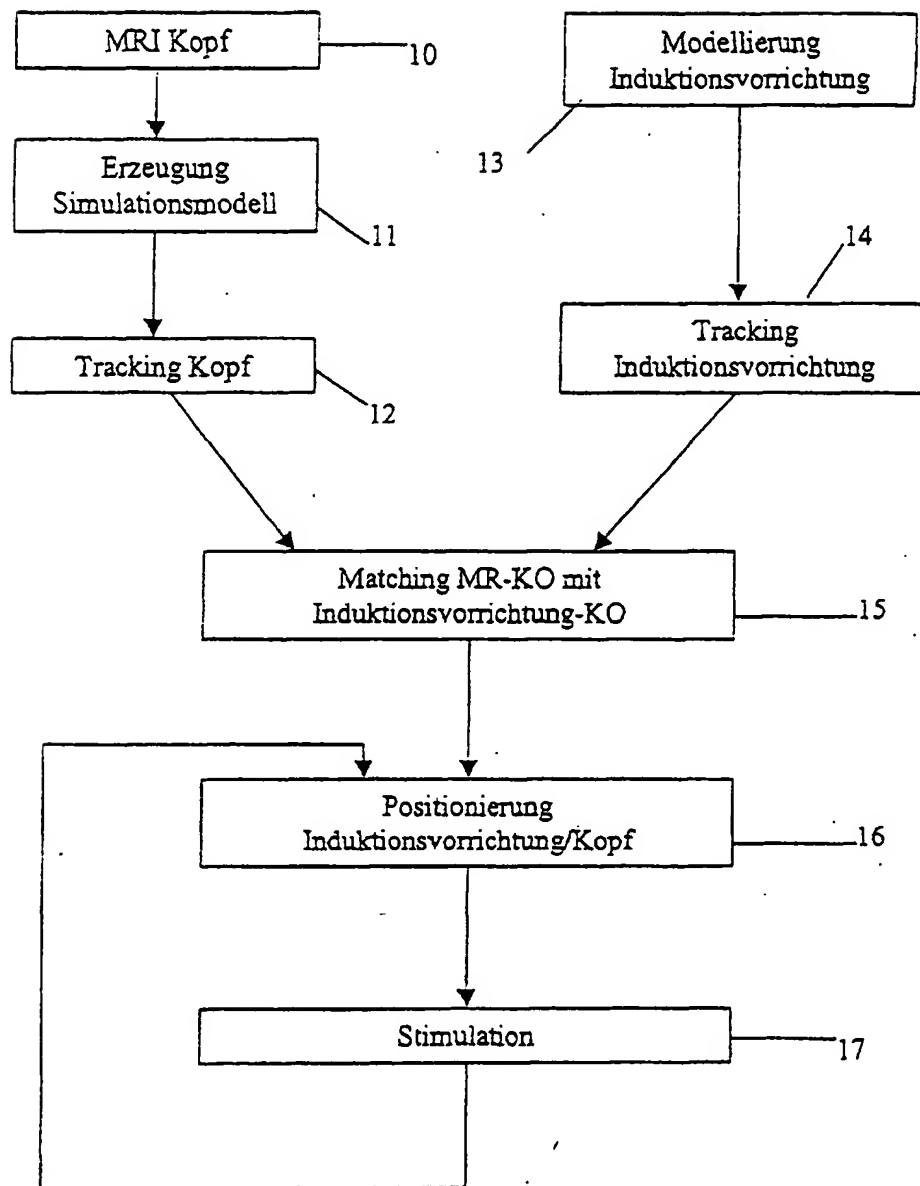 MRI Kopf
10
Erzeugung
Simulationsmodell
11
Tracking Kopf
12
Modellierung
Induktionsvorrichtung
13
14
Tracking
Induktionsvorrichtung
Matching MR-KO mit
Induktionsvorrichtung-KO
15
Positionierung
Induktionsvorrichtung/Kopf
16
Stimulation
17